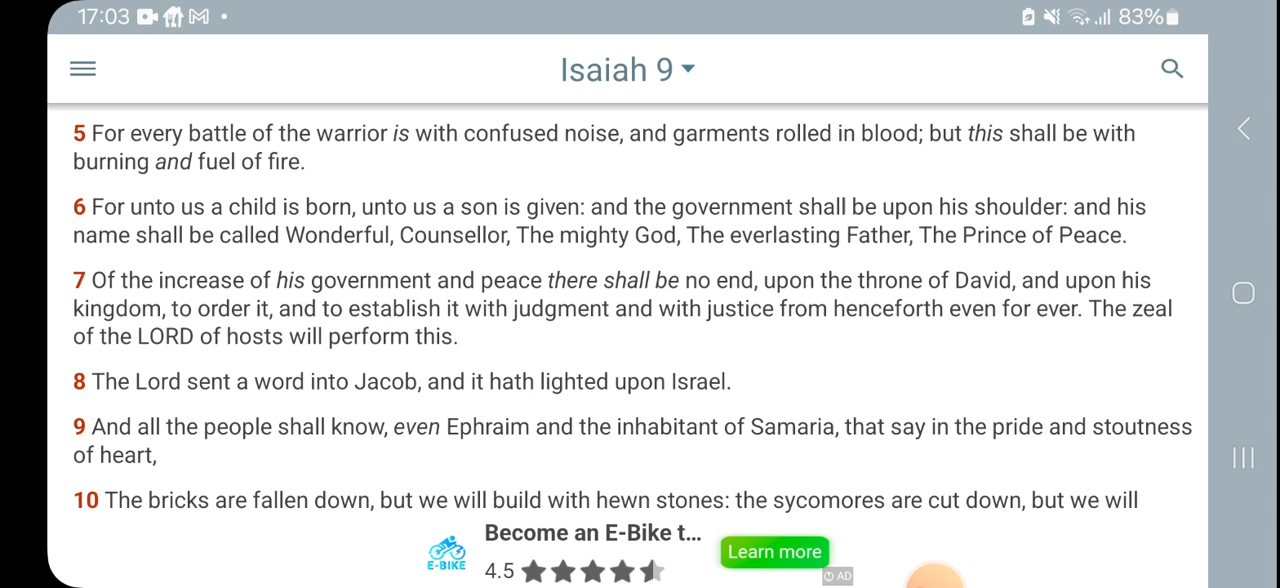 17:03
83%
Isaiah 9
5 For every battle of the warrior is with confused noise, and garments rolled in blood; but this shall be with
burning and fuel of fire.
6 For unto us a child is born, unto us a son is given: and the government shall be upon his shoulder: and his
name shall be called Wonderful, Counsellor, The mighty God, The everlasting Father, The Prince of Peace.
7 Of the increase of his government and peace there shall be no end, upon the throne of David, and upon his
kingdom, to order it, and to establish it with judgment and with justice from henceforth even for ever. The zeal
of the LORD of hosts will perform this.
8 The Lord sent a word into Jacob, and it hath lighted upon Israel.
9 And all the people shall know, even Ephraim and the inhabitant of Samaria, that say in the pride and stoutness
of heart,
10 The bricks are fallen down, but we will build with hewn stones: the sycomores are cut down, but we will
Become an E-Bike t...
E-BIKE
4.5
Learn more
AD